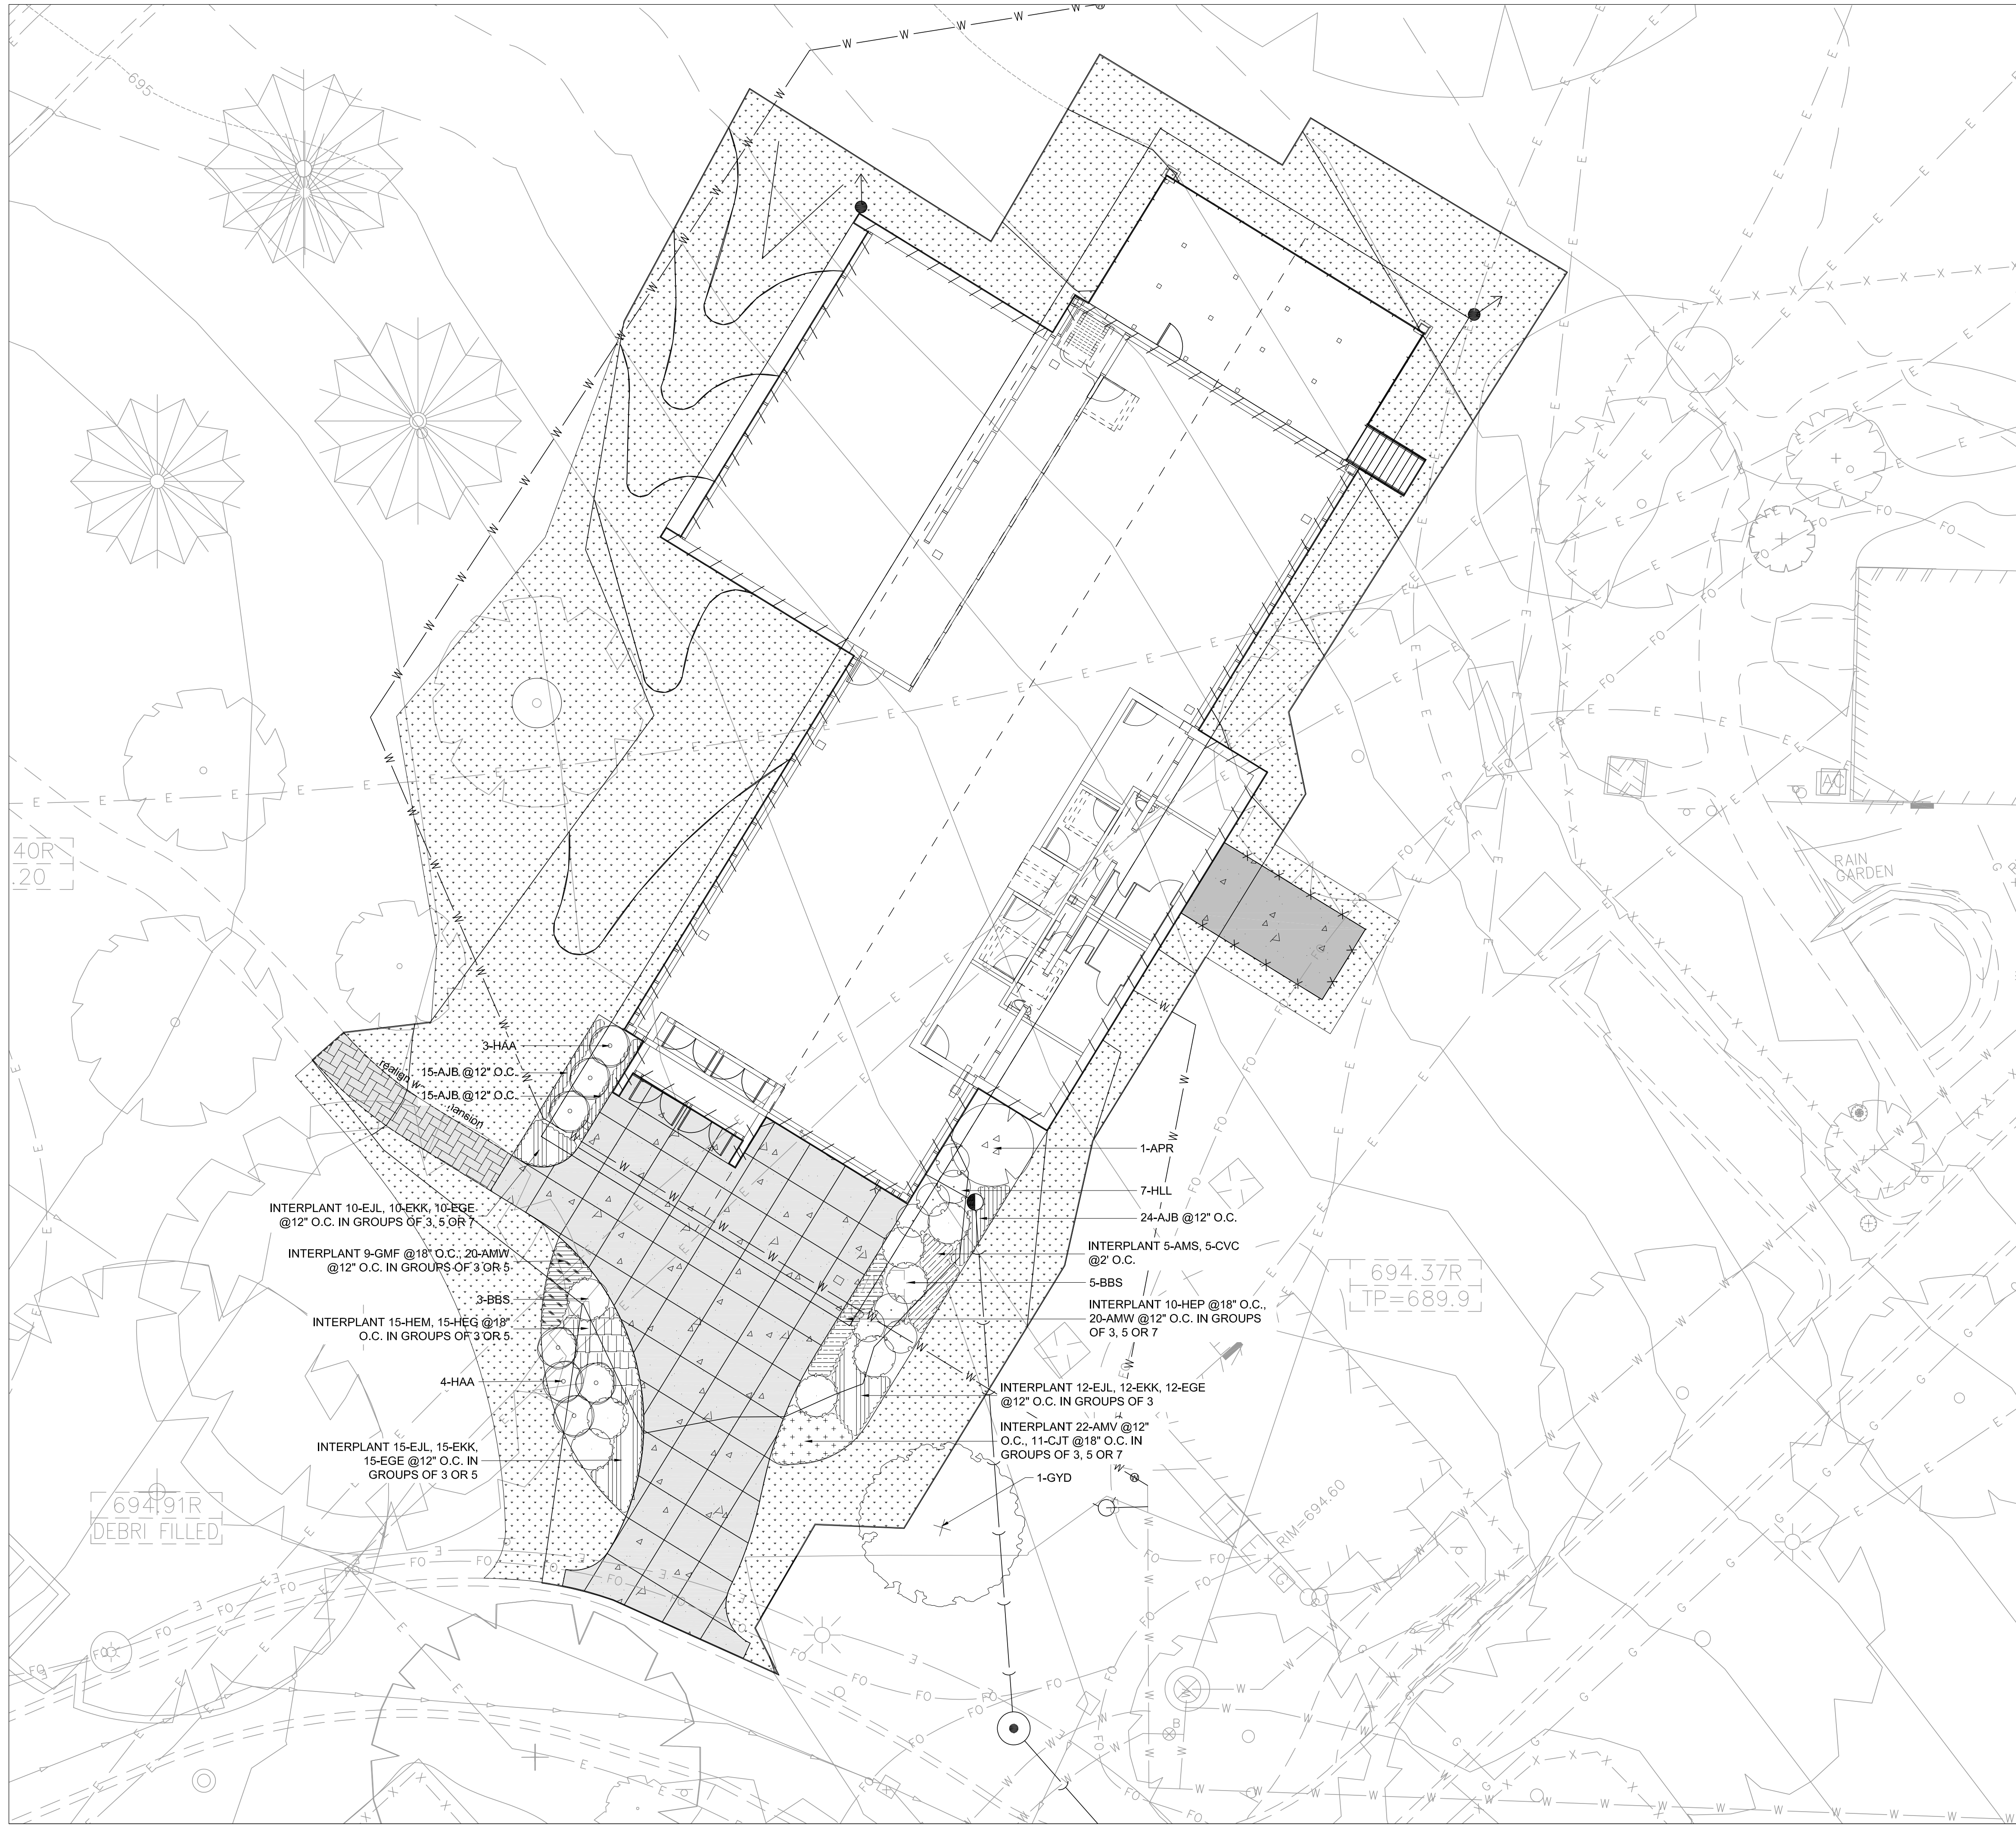 695
40R
.20
3-HAA
15-AJB @12" O.C.
15-AJB @12" O.C.
realign w
lansion
INTERPLANT 10-EJL, 10-EKK, 10-EGE
@12" O.C. IN GROUPS OF 3, 5 OR 7
INTERPLANT 9-GMF @18" O.C., 20-AMW
@12" O.C. IN GROUPS OF 3 OR 5
3-BBS
INTERPLANT 15-HEM, 15-HEG @18"
O.C. IN GROUPS OF 3 OR 5
4-HAA
INTERPLANT 15-EJL, 15-EKK,
15-EGE @12" O.C. IN
GROUPS OF 3 OR 5
694.91R
DEBRI FILLED
1-APR
7-HLL
24-AJB @12" O.C.
INTERPLANT 5-AMS, 5-CVC
@2' O.C.
5-BBS
INTERPLANT 10-HEP @18" O.C.,
20-AMW @12" O.C. IN GROUPS
OF 3, 5 OR 7
INTERPLANT 12-EJL, 12-EKK, 12-EGE
@12" O.C. IN GROUPS OF 3
INTERPLANT 22-AMV @12"
O.C., 11-CJT @18" O.C. IN
GROUPS OF 3, 5 OR 7
1-GYD
694.37R
TP=689.9
RIM=694.60
RAIN
GARDEN
AC